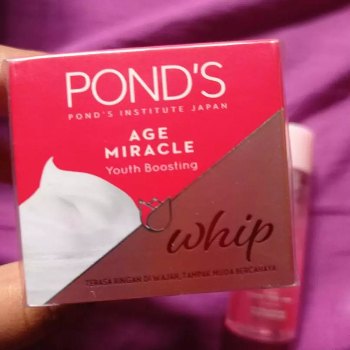 POND'S
POND'S INSTITUTE JAPAN
AGE
MIRACLE
Youth Boosting
whip
TERASA RINGAN DI WAJAH, TAMPAK MUDA BERCAHAYA